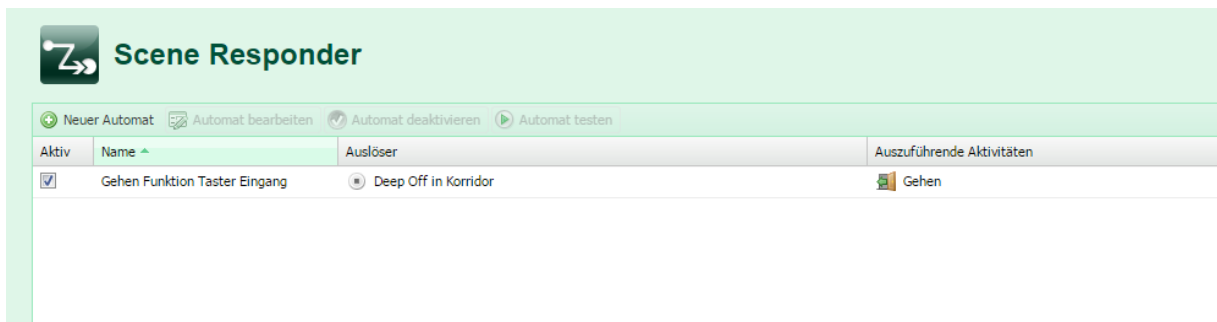 Scene Responder
Neuer Automat Automat bearbeiten Automat deaktivieren Automat testen
Aktiv Name Auslöser Auszuführende Aktivitäten
Gehen Funktion Taster Eingang Deep Off in Korridor Gehen